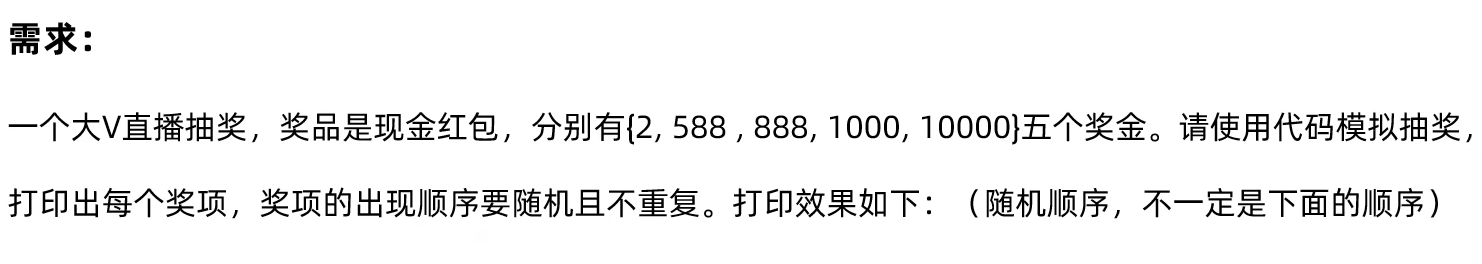 需求：
一个大V直播抽奖，奖品是现金红包，分别有{2, 588 , 888, 1000, 10000}五个奖金。请使用代码模拟抽奖，
打印出每个奖项，奖项的出现顺序要随机且不重复。打印效果如下：（随机顺序，不一定是下面的顺序）